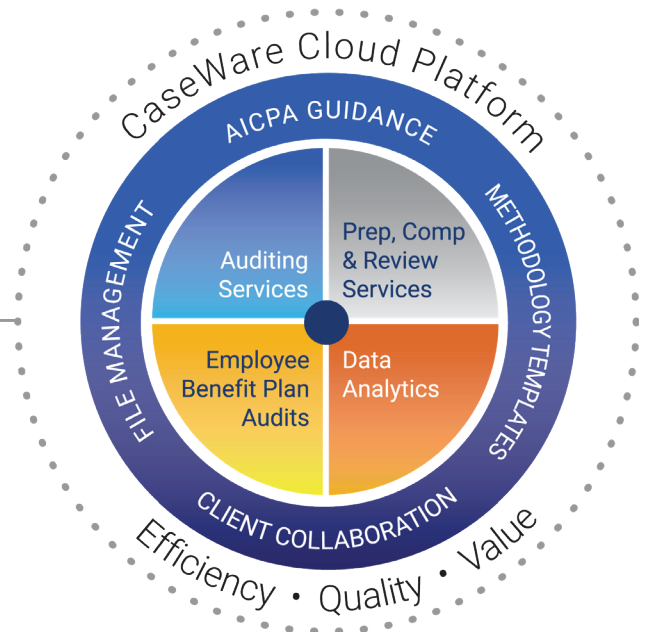 CaseWare Cloud Platform
AICPA GUIDANCE
FILE MANAGEMENT
METHODOLOGY TEMPLATES
Auditing
Services
Prep, Comp
& Review
Services
Employee
Benefit Plan
Audits
Data
Analytics
CLIENT COLLABORATION
Efficiency • Quality • Value